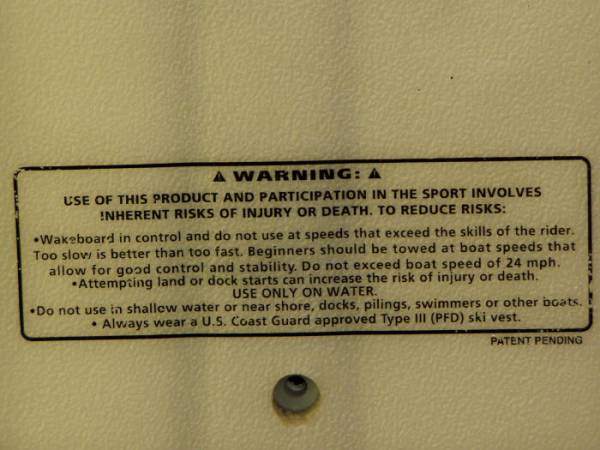 ⚠ WARNING: ⚠
USE OF THIS PRODUCT AND PARTICIPATION IN THE SPORT INVOLVES
INHERENT RISKS OF INJURY OR DEATH. TO REDUCE RISKS:
•Wakeboard in control and do not use at speeds that exceed the skills of the rider.
Too slow is better than too fast. Beginners should be towed at boat speeds that
allow for good control and stability. Do not exceed boat speed of 24 mph.
•Attempting land or dock starts can increase the risk of injury or death.
USE ONLY ON WATER.
•Do not use in shallow water or near shore, docks, pilings, swimmers or other boats.
• Always wear a U.S. Coast Guard approved Type III (PFD) ski vest.
PATENT PENDING